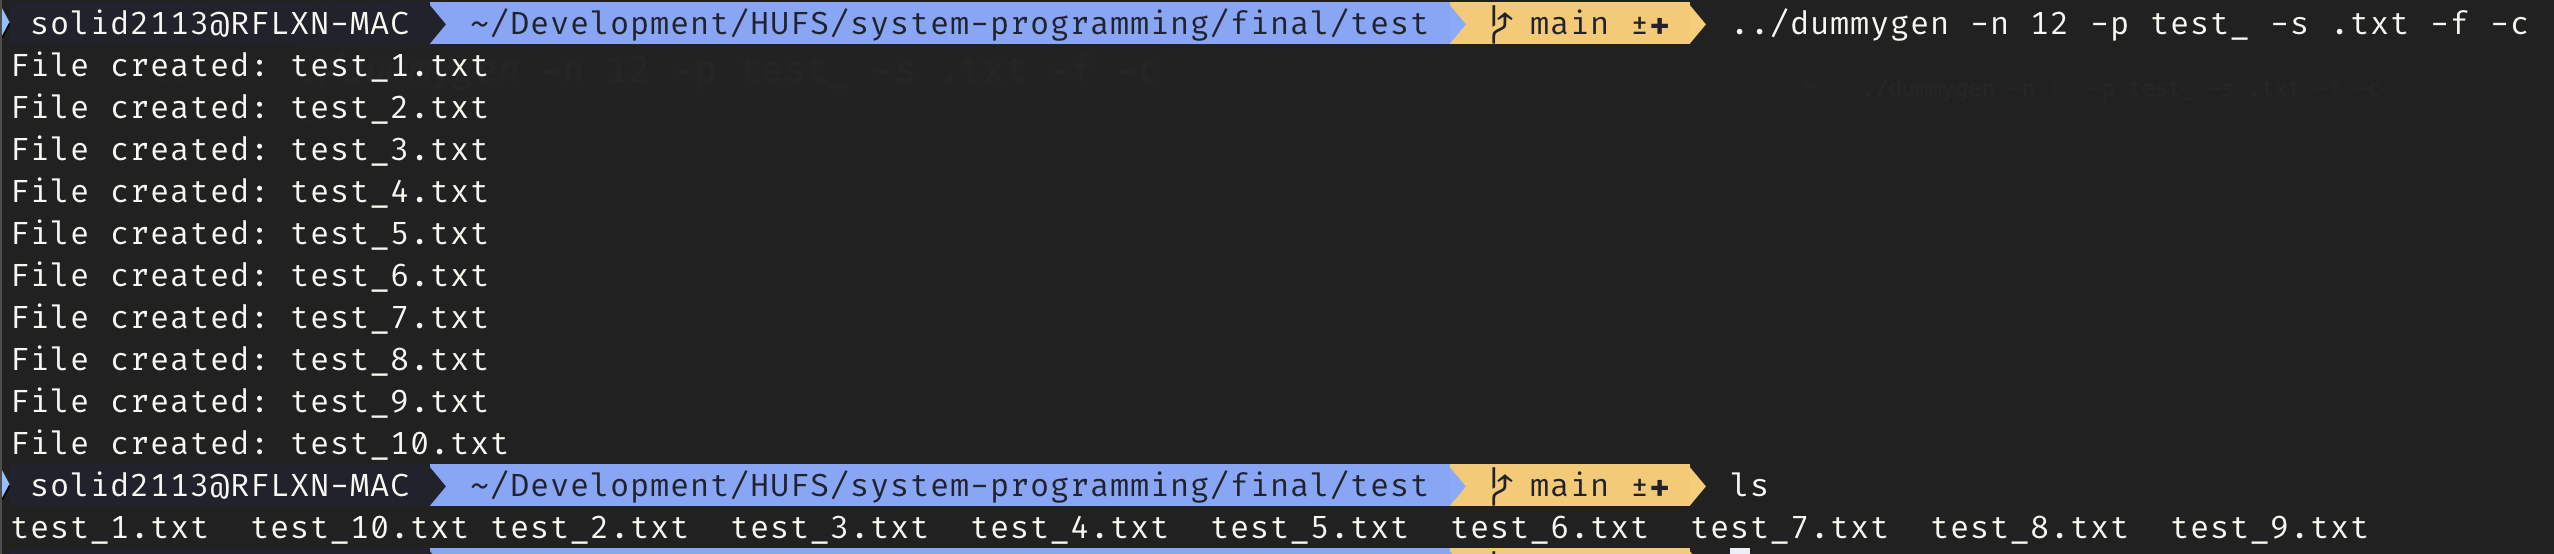 solid2113@RFLXN-MAC ~/Development/HUFS/system-programming/final/test main ±✚ ../dummygen -n 12 -p test_ -s .txt -f -c
File created: test_1.txt
File created: test_2.txt
File created: test_3.txt
File created: test_4.txt
File created: test_5.txt
File created: test_6.txt
File created: test_7.txt
File created: test_8.txt
File created: test_9.txt
File created: test_10.txt
solid2113@RFLXN-MAC ~/Development/HUFS/system-programming/final/test main ±✚ ls
test_1.txt test_10.txt test_2.txt test_3.txt test_4.txt test_5.txt test_6.txt test_7.txt test_8.txt test_9.txt